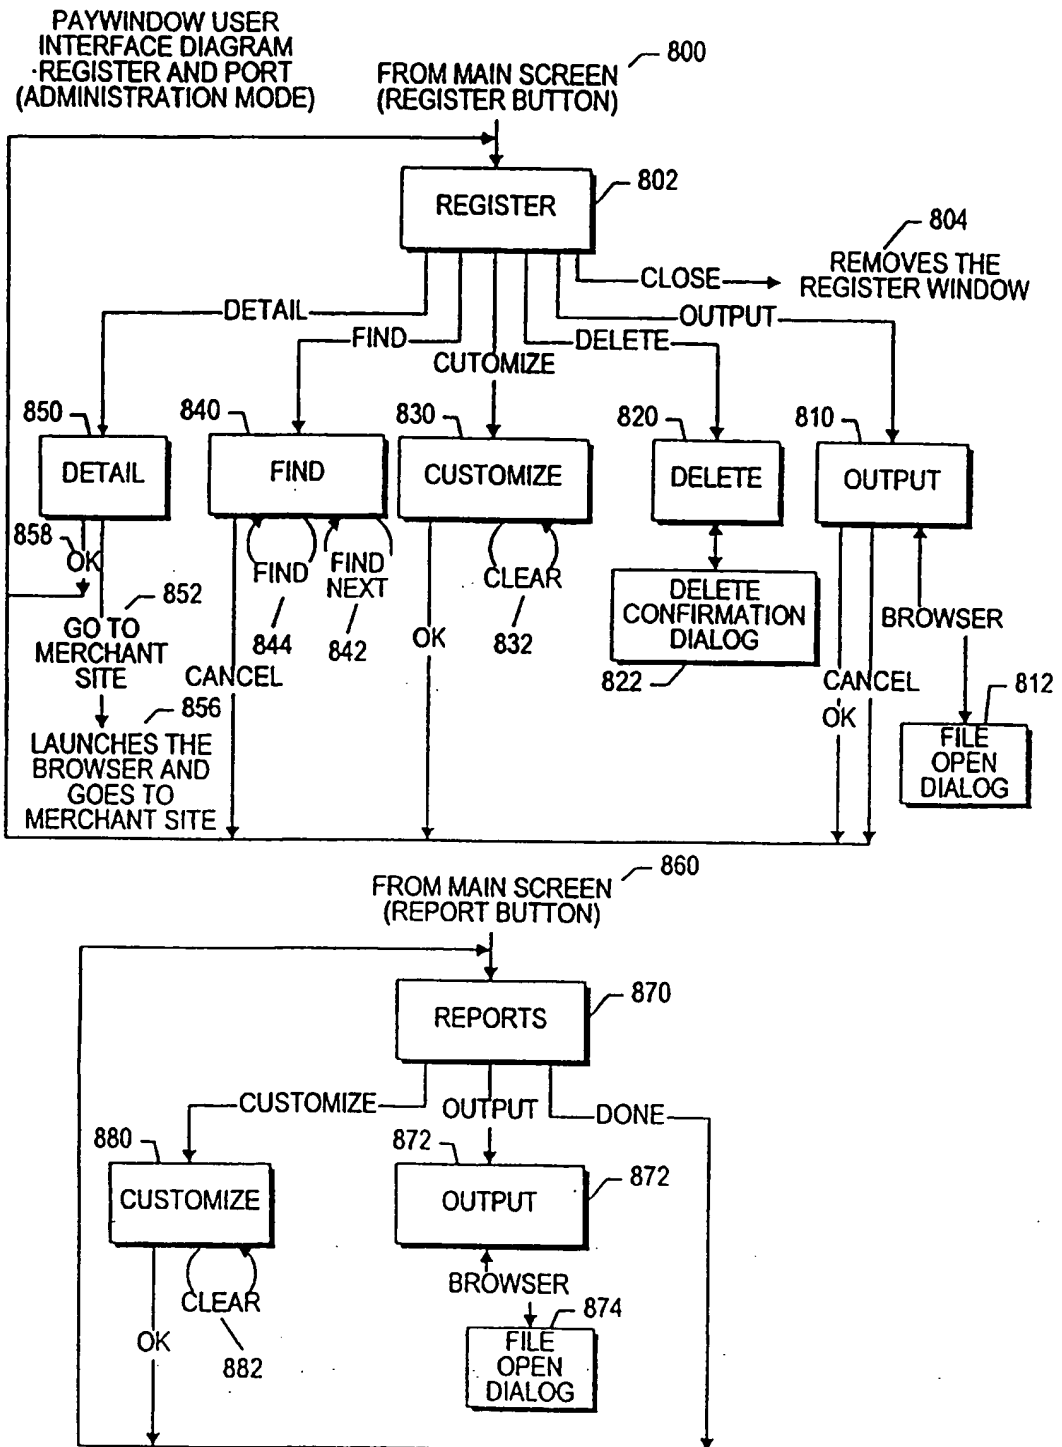 PAYWINDOW USER
INTERFACE DIAGRAM
·REGISTER AND PORT
(ADMINISTRATION MODE)
FROM MAIN SCREEN
(REGISTER BUTTON)
800
REGISTER
802
804
REMOVES THE
REGISTER WINDOW
CLOSE
DETAIL
OUTPUT
FIND
DELETE
CUTOMIZE
850
840
830
820
810
DETAIL
FIND
CUSTOMIZE
DELETE
OUTPUT
858
OK
852
GO TO
MERCHANT
SITE
856
LAUNCHES THE
BROWSER AND
GOES TO
MERCHANT SITE
CANCEL
FIND
844
FIND
NEXT
842
OK
CLEAR
832
DELETE
CONFIRMATION
DIALOG
822
BROWSER
CANCEL
OK
812
FILE
OPEN
DIALOG
FROM MAIN SCREEN
(REPORT BUTTON)
860
REPORTS
870
CUSTOMIZE
OUTPUT
DONE
880
872
CUSTOMIZE
OUTPUT
872
CLEAR
882
OK
BROWSER
874
FILE
OPEN
DIALOG